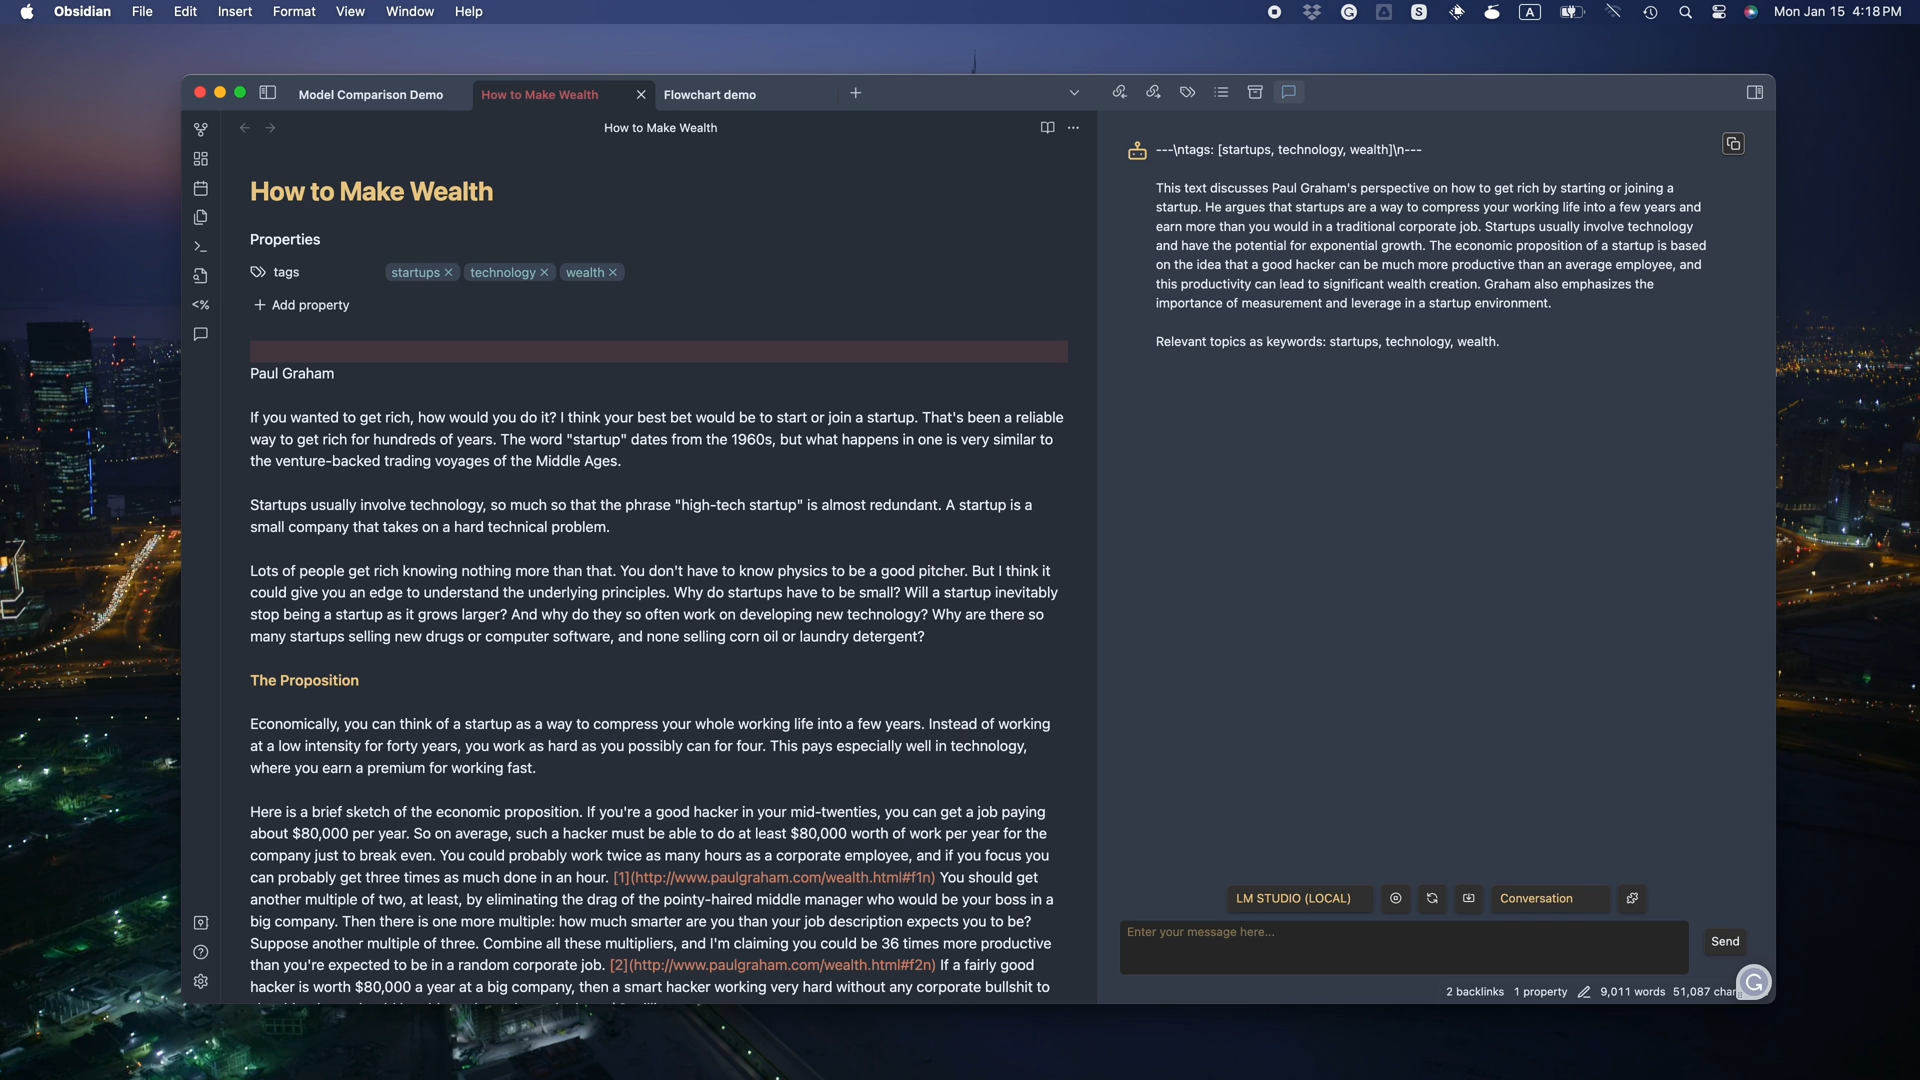 Obsidian File Edit Insert Format View Window Help
Mon Jan 15 4:18 PM
Model Comparison Demo
How to Make Wealth
Flowchart demo
How to Make Wealth
How to Make Wealth
Properties
tags
startups
technology
wealth
Add property
Paul Graham
If you wanted to get rich, how would you do it? I think your best bet would be to start or join a startup. That's been a reliable
way to get rich for hundreds of years. The word "startup" dates from the 1960s, but what happens in one is very similar to
the venture-backed trading voyages of the Middle Ages.
Startups usually involve technology, so much so that the phrase "high-tech startup" is almost redundant. A startup is a
small company that takes on a hard technical problem.
Lots of people get rich knowing nothing more than that. You don't have to know physics to be a good pitcher. But I think it
could give you an edge to understand the underlying principles. Why do startups have to be small? Will a startup inevitably
stop being a startup as it grows larger? And why do they so often work on developing new technology? Why are there so
many startups selling new drugs or computer software, and none selling corn oil or laundry detergent?
The Proposition
Economically, you can think of a startup as a way to compress your whole working life into a few years. Instead of working
at a low intensity for forty years, you work as hard as you possibly can for four. This pays especially well in technology,
where you earn a premium for working fast.
Here is a brief sketch of the economic proposition. If you're a good hacker in your mid-twenties, you can get a job paying
about $80,000 per year. So on average, such a hacker must be able to do at least $80,000 worth of work per year for the
company just to break even. You could probably work twice as many hours as a corporate employee, and if you focus you
can probably get three times as much done in an hour. [1](http://www.paulgraham.com/wealth.html#f1n) You should get
another multiple of two, at least, by eliminating the drag of the pointy-haired middle manager who would be your boss in a
big company. Then there is one more multiple: how much smarter are you than your job description expects you to be?
Suppose another multiple of three. Combine all these multipliers, and I'm claiming you could be 36 times more productive
than you're expected to be in a random corporate job. [2](http://www.paulgraham.com/wealth.html#f2n) If a fairly good
hacker is worth $80,000 a year at a big company, then a smart hacker working very hard without any corporate bullshit to
---\ntags: [startups, technology, wealth]\n---
This text discusses Paul Graham's perspective on how to get rich by starting or joining a
startup. He argues that startups are a way to compress your working life into a few years and
earn more than you would in a traditional corporate job. Startups usually involve technology
and have the potential for exponential growth. The economic proposition of a startup is based
on the idea that a good hacker can be much more productive than an average employee, and
this productivity can lead to significant wealth creation. Graham also emphasizes the
importance of measurement and leverage in a startup environment.
Relevant topics as keywords: startups, technology, wealth.
LM STUDIO (LOCAL)
Conversation
Enter your message here...
Send
2 backlinks 1 property 9,011 words 51,087 char